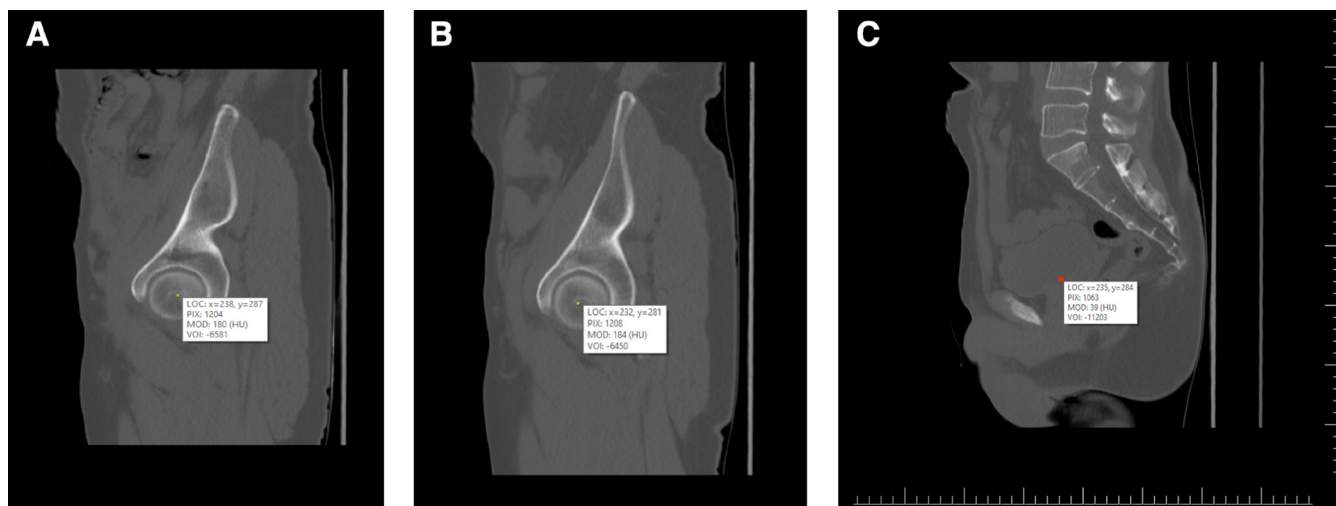 A
LOC: x=238, y=287
PIX: 1204
MOD: 180 (HU)
VOI: -6581
B
LOC: x=232, y=281
PIX: 1208
MOD: 184 (HU)
VOI: -6450
C
LOC: x=235, y=284
PIX: 1063
MOD: 39 (HU)
VOI: -11203